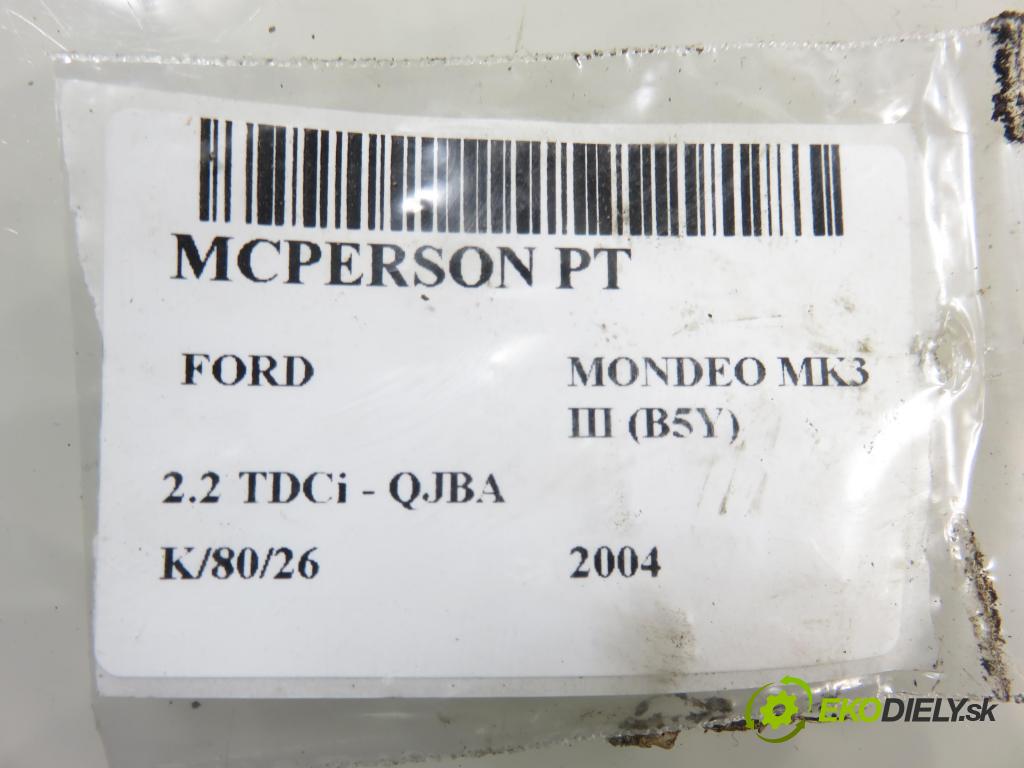 MCPERSON PT
FORD
MONDEO MK3
III (B5Y)
2.2 TDCi - QJBA
K/80/26
2004
EKODIELY.sk